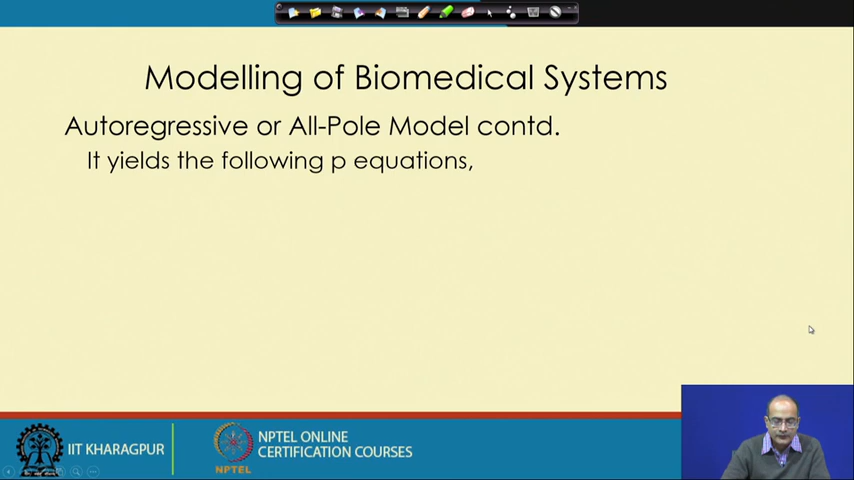 Modelling of Biomedical Systems
Autoregressive or All-Pole Model contd.
It yields the following p equations,
IIT KHARAGPUR
NPTEL
NPTEL ONLINE
CERTIFICATION COURSES